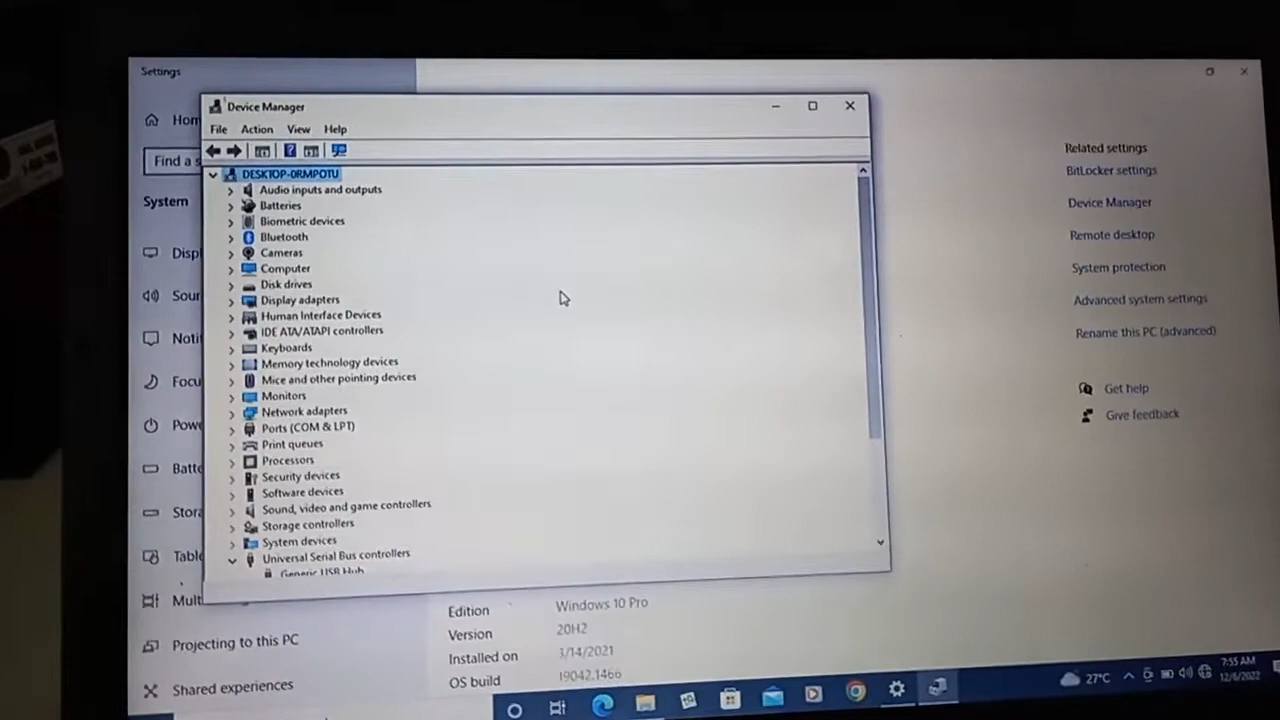 Settings
Device Manager
File Action View Help
DESKTOP-0RMPOTU
Audio inputs and outputs
Batteries
Biometric devices
Bluetooth
Cameras
Computer
Disk drives
Display adapters
Human Interface Devices
IDE ATA/ATAPI controllers
Keyboards
Memory technology devices
Mice and other pointing devices
Monitors
Network adapters
Ports (COM & LPT)
Print queues
Processors
Security devices
Software devices
Sound, video and game controllers
Storage controllers
System devices
Universal Serial Bus controllers
Generic USB Hub
Hom
Find a s
System
Disp
Soun
Noti
Focu
Pow
Batte
Stora
Table
Mult
Projecting to this PC
Shared experiences
Edition Windows 10 Pro
Version 20H2
Installed on 3/14/2021
OS build 19042.1466
Related settings
BitLocker settings
Device Manager
Remote desktop
System protection
Advanced system settings
Rename this PC (advanced)
Get help
Give feedback
27°C
7:55 AM
12/6/2022